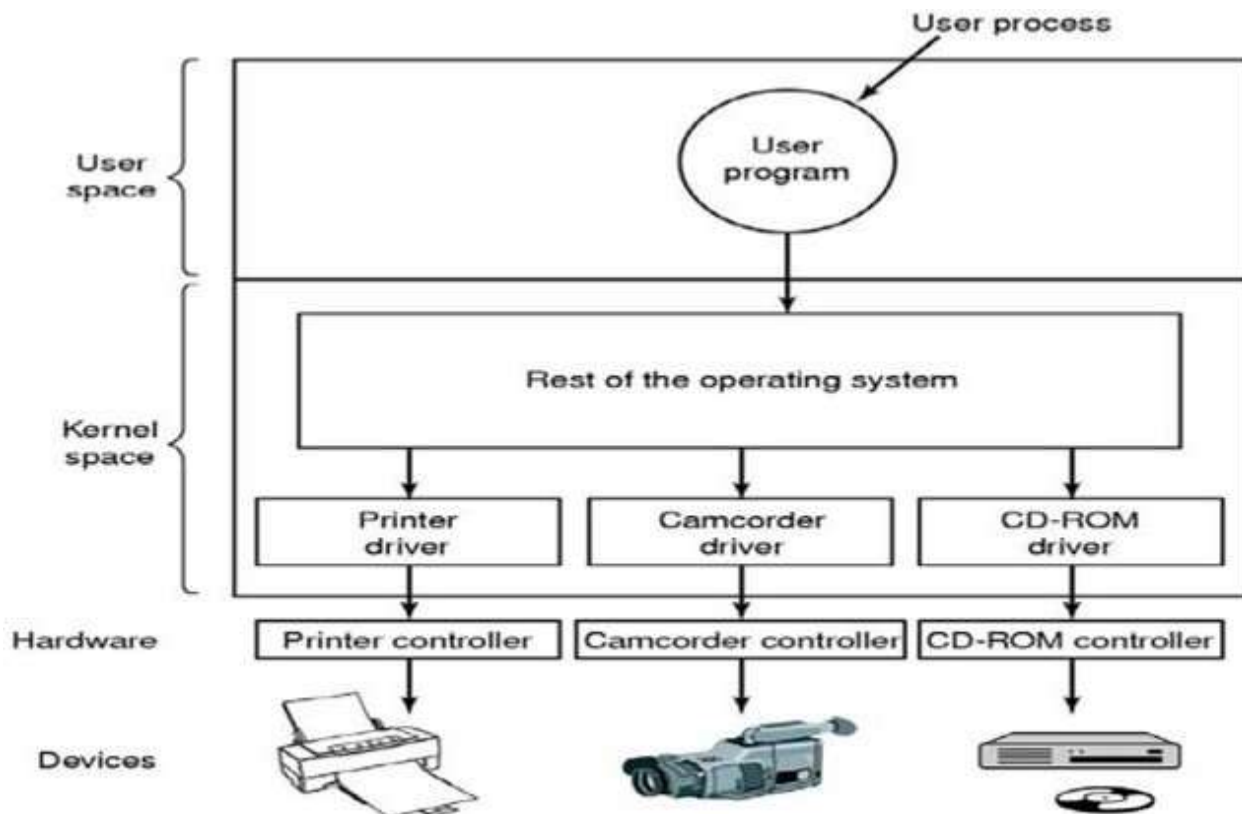 User process
User
program
User
space
Rest of the operating system
Kernel
space
Printer
driver
Camcorder
driver
CD-ROM
driver
Hardware
Printer controller
Camcorder controller
CD-ROM controller
Devices